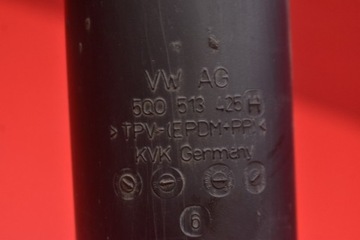 VW AG
5Q0 513 425 H
>TPV-(EPDM+PP)<
KVK Germany
6